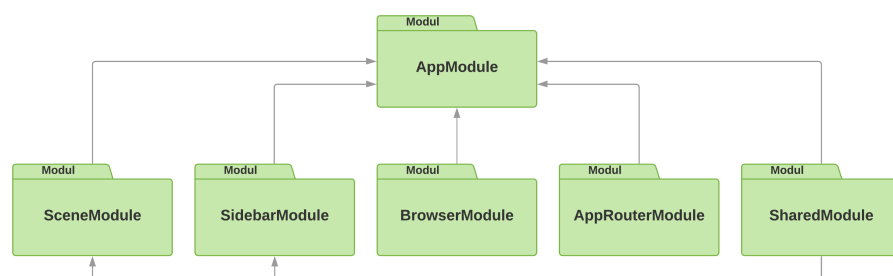 Modul
AppModule
Modul
SceneModule
Modul
SidebarModule
Modul
BrowserModule
Modul
AppRouterModule
Modul
SharedModule